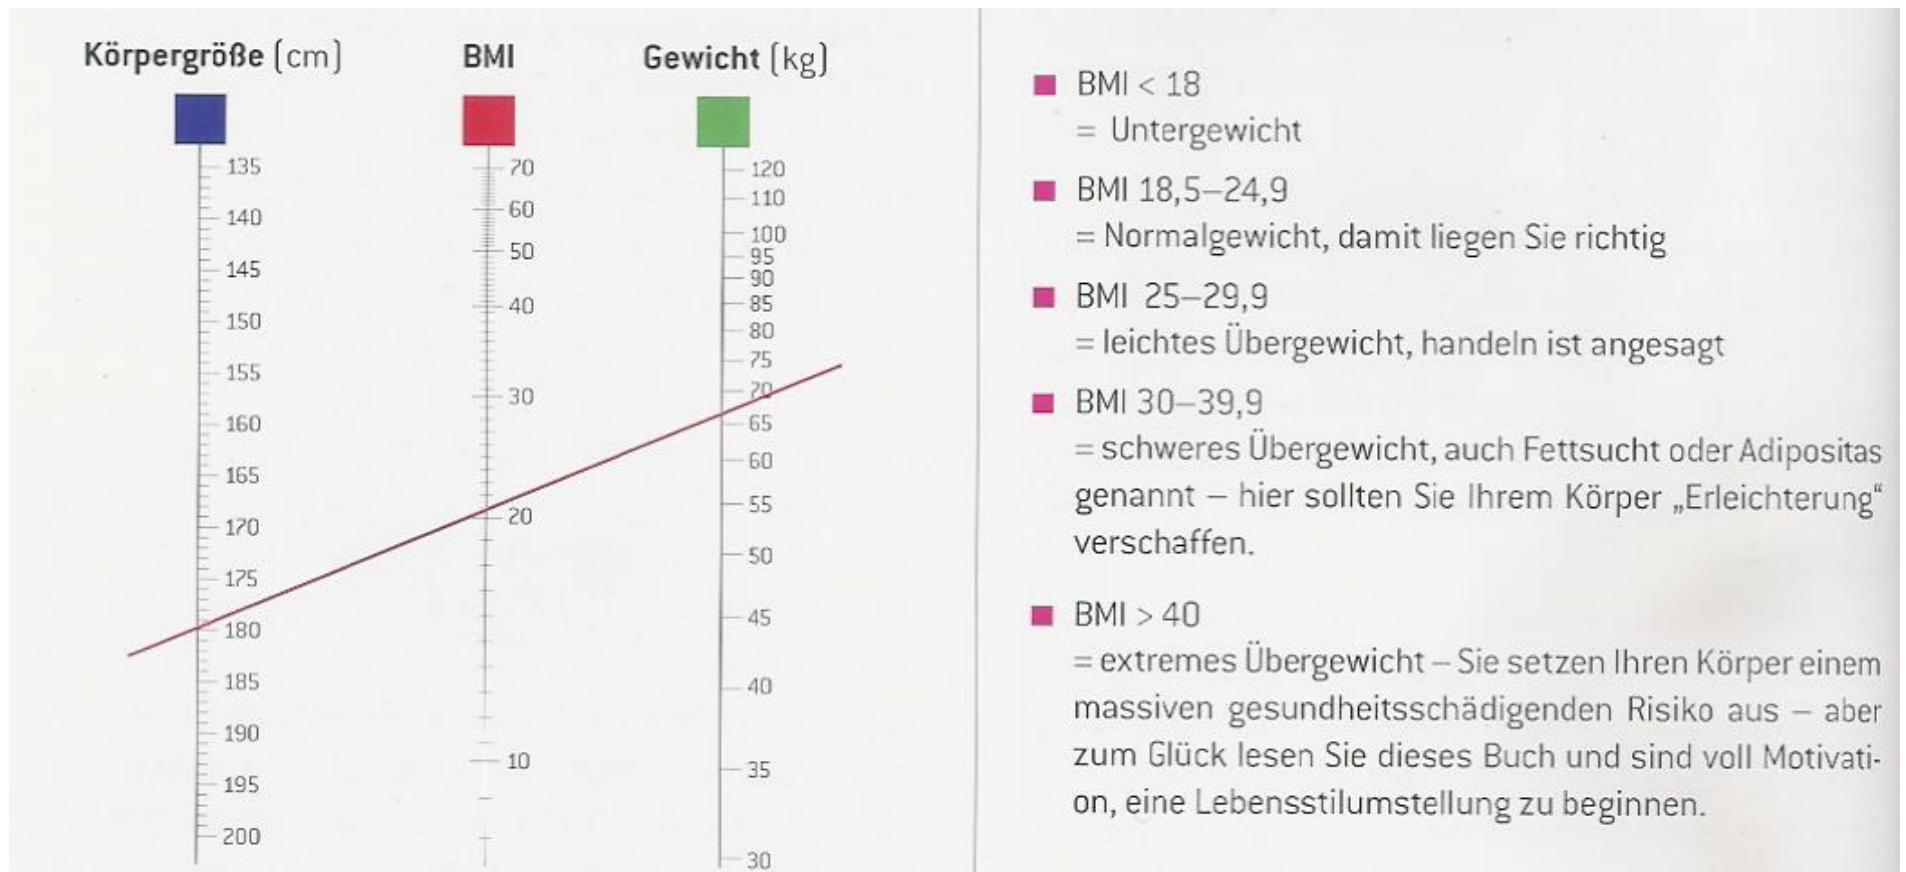 Körpergröße (cm)
BMI
Gewicht (kg)
135
140
145
150
155
160
165
170
175
180
185
190
195
200
70
60
50
40
30
20
10
120
110
100
95
90
85
80
75
70
65
60
55
50
45
40
35
30
BMI < 18
= Untergewicht
BMI 18,5–24,9
= Normalgewicht, damit liegen Sie richtig
BMI 25–29,9
= leichtes Übergewicht, handeln ist angesagt
BMI 30–39,9
= schweres Übergewicht, auch Fettsucht oder Adipositas
genannt – hier sollten Sie Ihrem Körper „Erleichterung“
verschaffen.
BMI > 40
= extremes Übergewicht – Sie setzen Ihren Körper einem
massiven gesundheitsschädigenden Risiko aus – aber
zum Glück lesen Sie dieses Buch und sind voll Motivati-
on, eine Lebensstilumstellung zu beginnen.